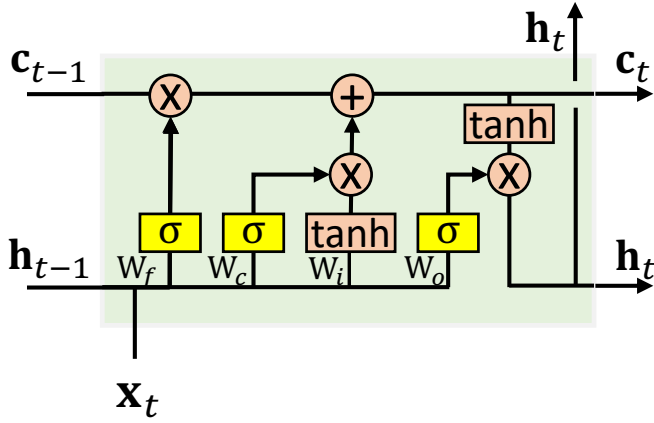 h_t
c_{t−1} c_t
X +
tanh
X X
σ σ tanh σ
h_{t−1} W_f W_c W_i W_o h_t
x_t